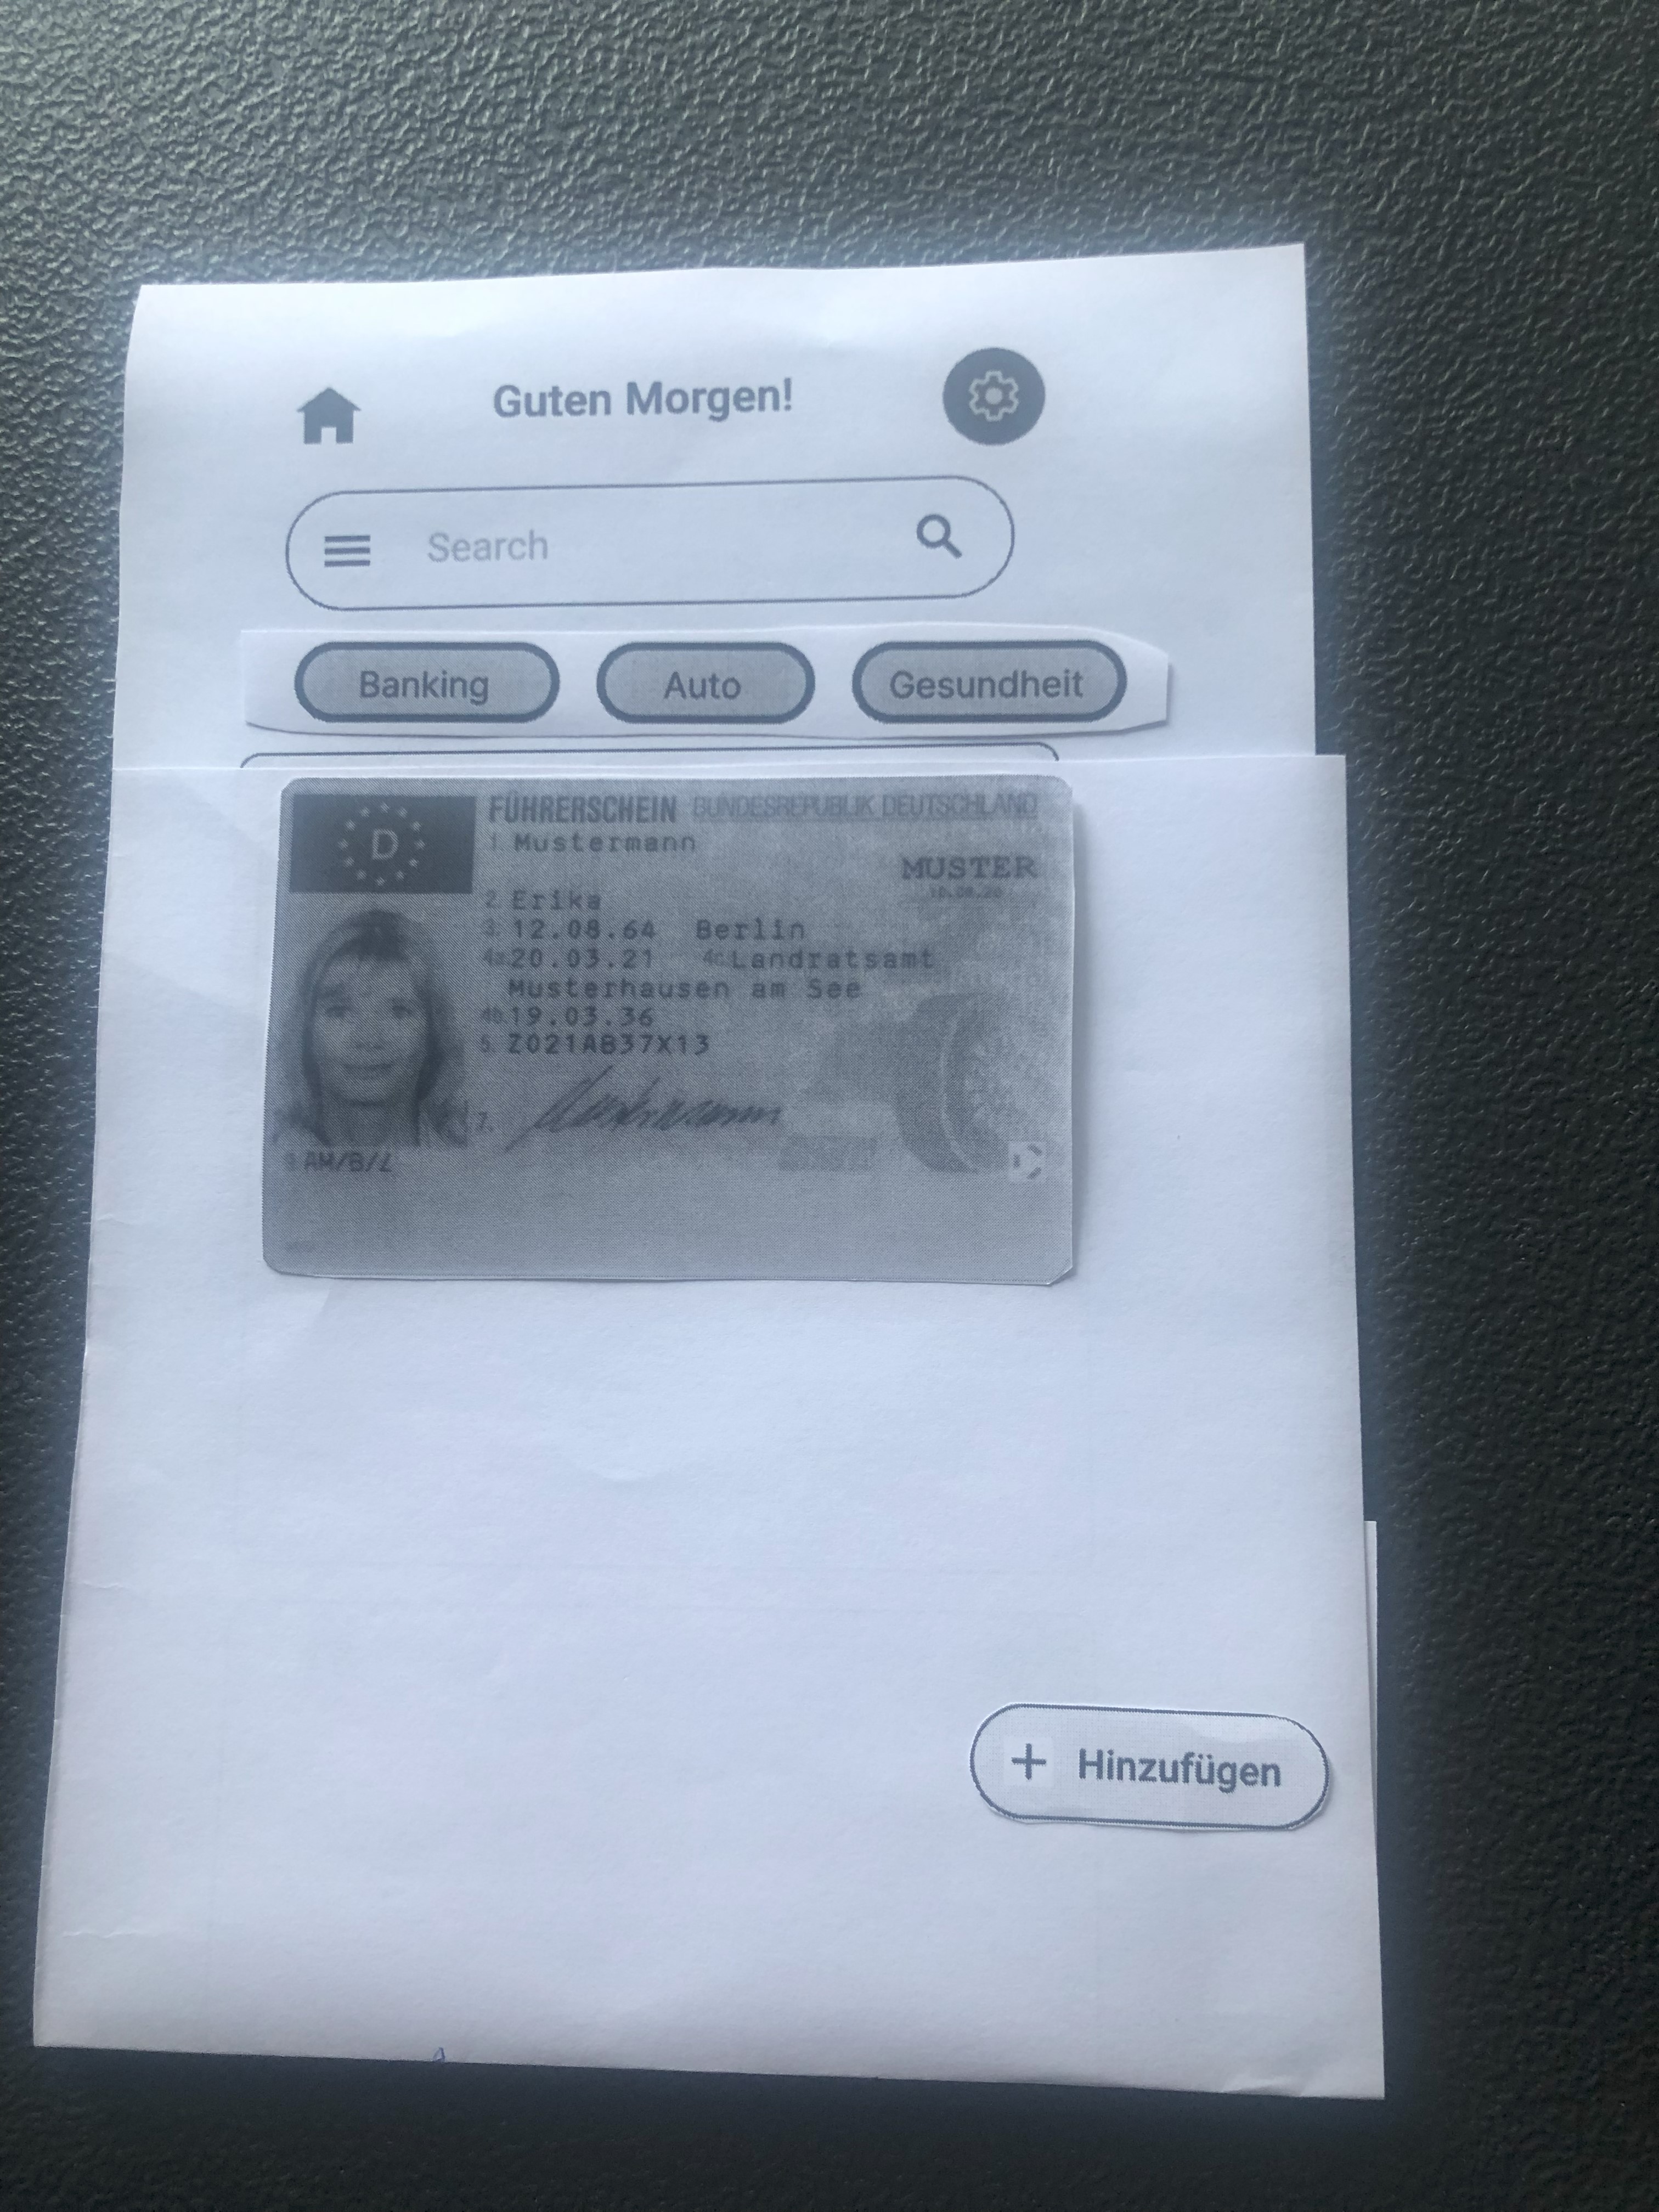 Guten Morgen!
Search
Banking Auto Gesundheit
D
FÜHRERSCHEIN BUNDESREPUBLIK DEUTSCHLAND
1. Mustermann
MUSTER
2. Erika
3. 12.08.64 Berlin
4a 20.03.21 4c Landratsamt
Musterhausen am See
4b 19.03.36
5. Z021AB37X13
7. Mustermann
9. AM/B/L
+ Hinzufügen